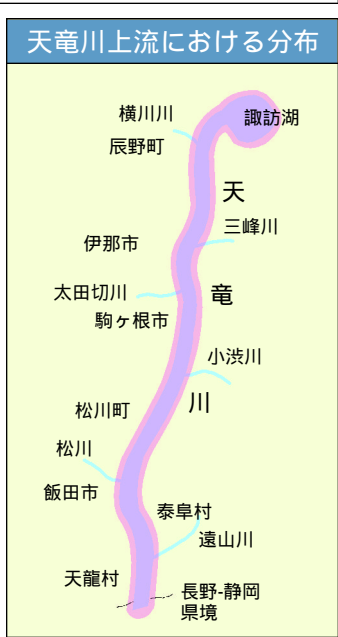 天竜川上流における分布
諏訪湖
横川川
辰野町
天
三峰川
伊那市
太田切川
竜
駒ヶ根市
小渋川
松川町
川
松川
飯田市
泰阜村
遠山川
天龍村
長野-静岡
県境